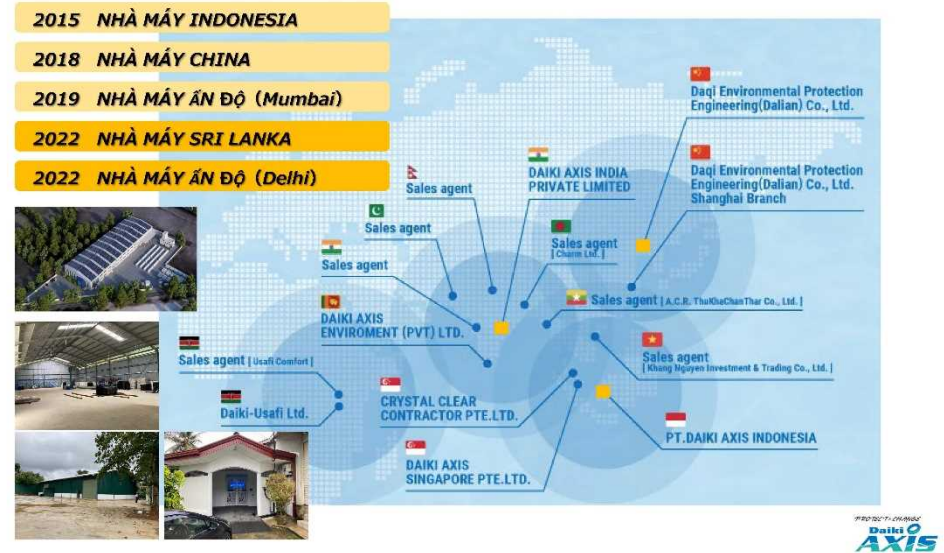 2015 NHÀ MÁY INDONESIA
2018 NHÀ MÁY CHINA
2019 NHÀ MÁY ẤN ĐỘ (Mumbai)
2022 NHÀ MÁY SRI LANKA
2022 NHÀ MÁY ẤN ĐỘ (Delhi)
Daqi Environmental Protection
Engineering(Dalian) Co., Ltd.
Daqi Environmental Protection
Engineering(Dalian) Co., Ltd.
Shanghai Branch
DAIKI AXIS INDIA
PRIVATE LIMITED
Sales agent
Sales agent
Sales agent
Sales agent
[ Charm Ltd. ]
Sales agent [ A.C.R. ThuKhaChanThar Co., Ltd. ]
DAIKI AXIS
ENVIROMENT (PVT) LTD.
Sales agent
[ Khang Nguyen Investment & Trading Co., Ltd. ]
Sales agent [ Usafi Comfort ]
Daiki-Usafi Ltd.
CRYSTAL CLEAR
CONTRACTOR PTE.LTD.
PT.DAIKI AXIS INDONESIA
DAIKI AXIS
SINGAPORE PTE.LTD.
PROTECT×CHANGE
Daiki
AXIS